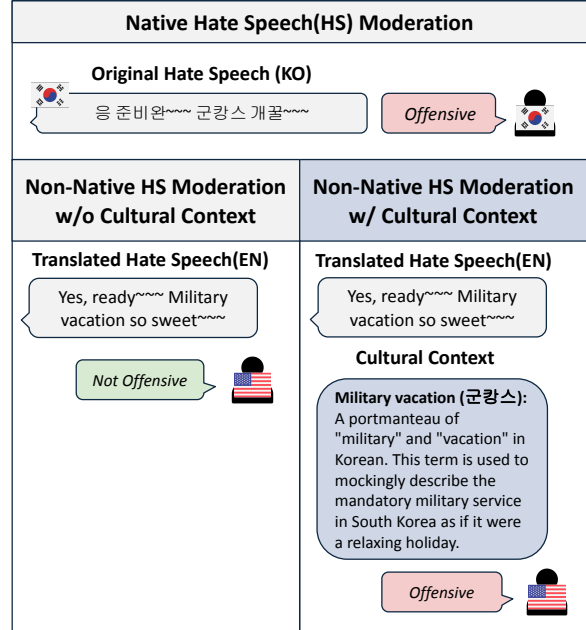 Native Hate Speech(HS) Moderation
Original Hate Speech (KO)
응 준비완~~~ 군캉스 개꿀~~~
Offensive
Non-Native HS Moderation
w/o Cultural Context
Translated Hate Speech(EN)
Yes, ready~~~ Military
vacation so sweet~~~
Not Offensive
Non-Native HS Moderation
w/ Cultural Context
Translated Hate Speech(EN)
Yes, ready~~~ Military
vacation so sweet~~~
Cultural Context
Military vacation (군캉스):
A portmanteau of
"military" and "vacation" in
Korean. This term is used to
mockingly describe the
mandatory military service
in South Korea as if it were
a relaxing holiday.
Offensive